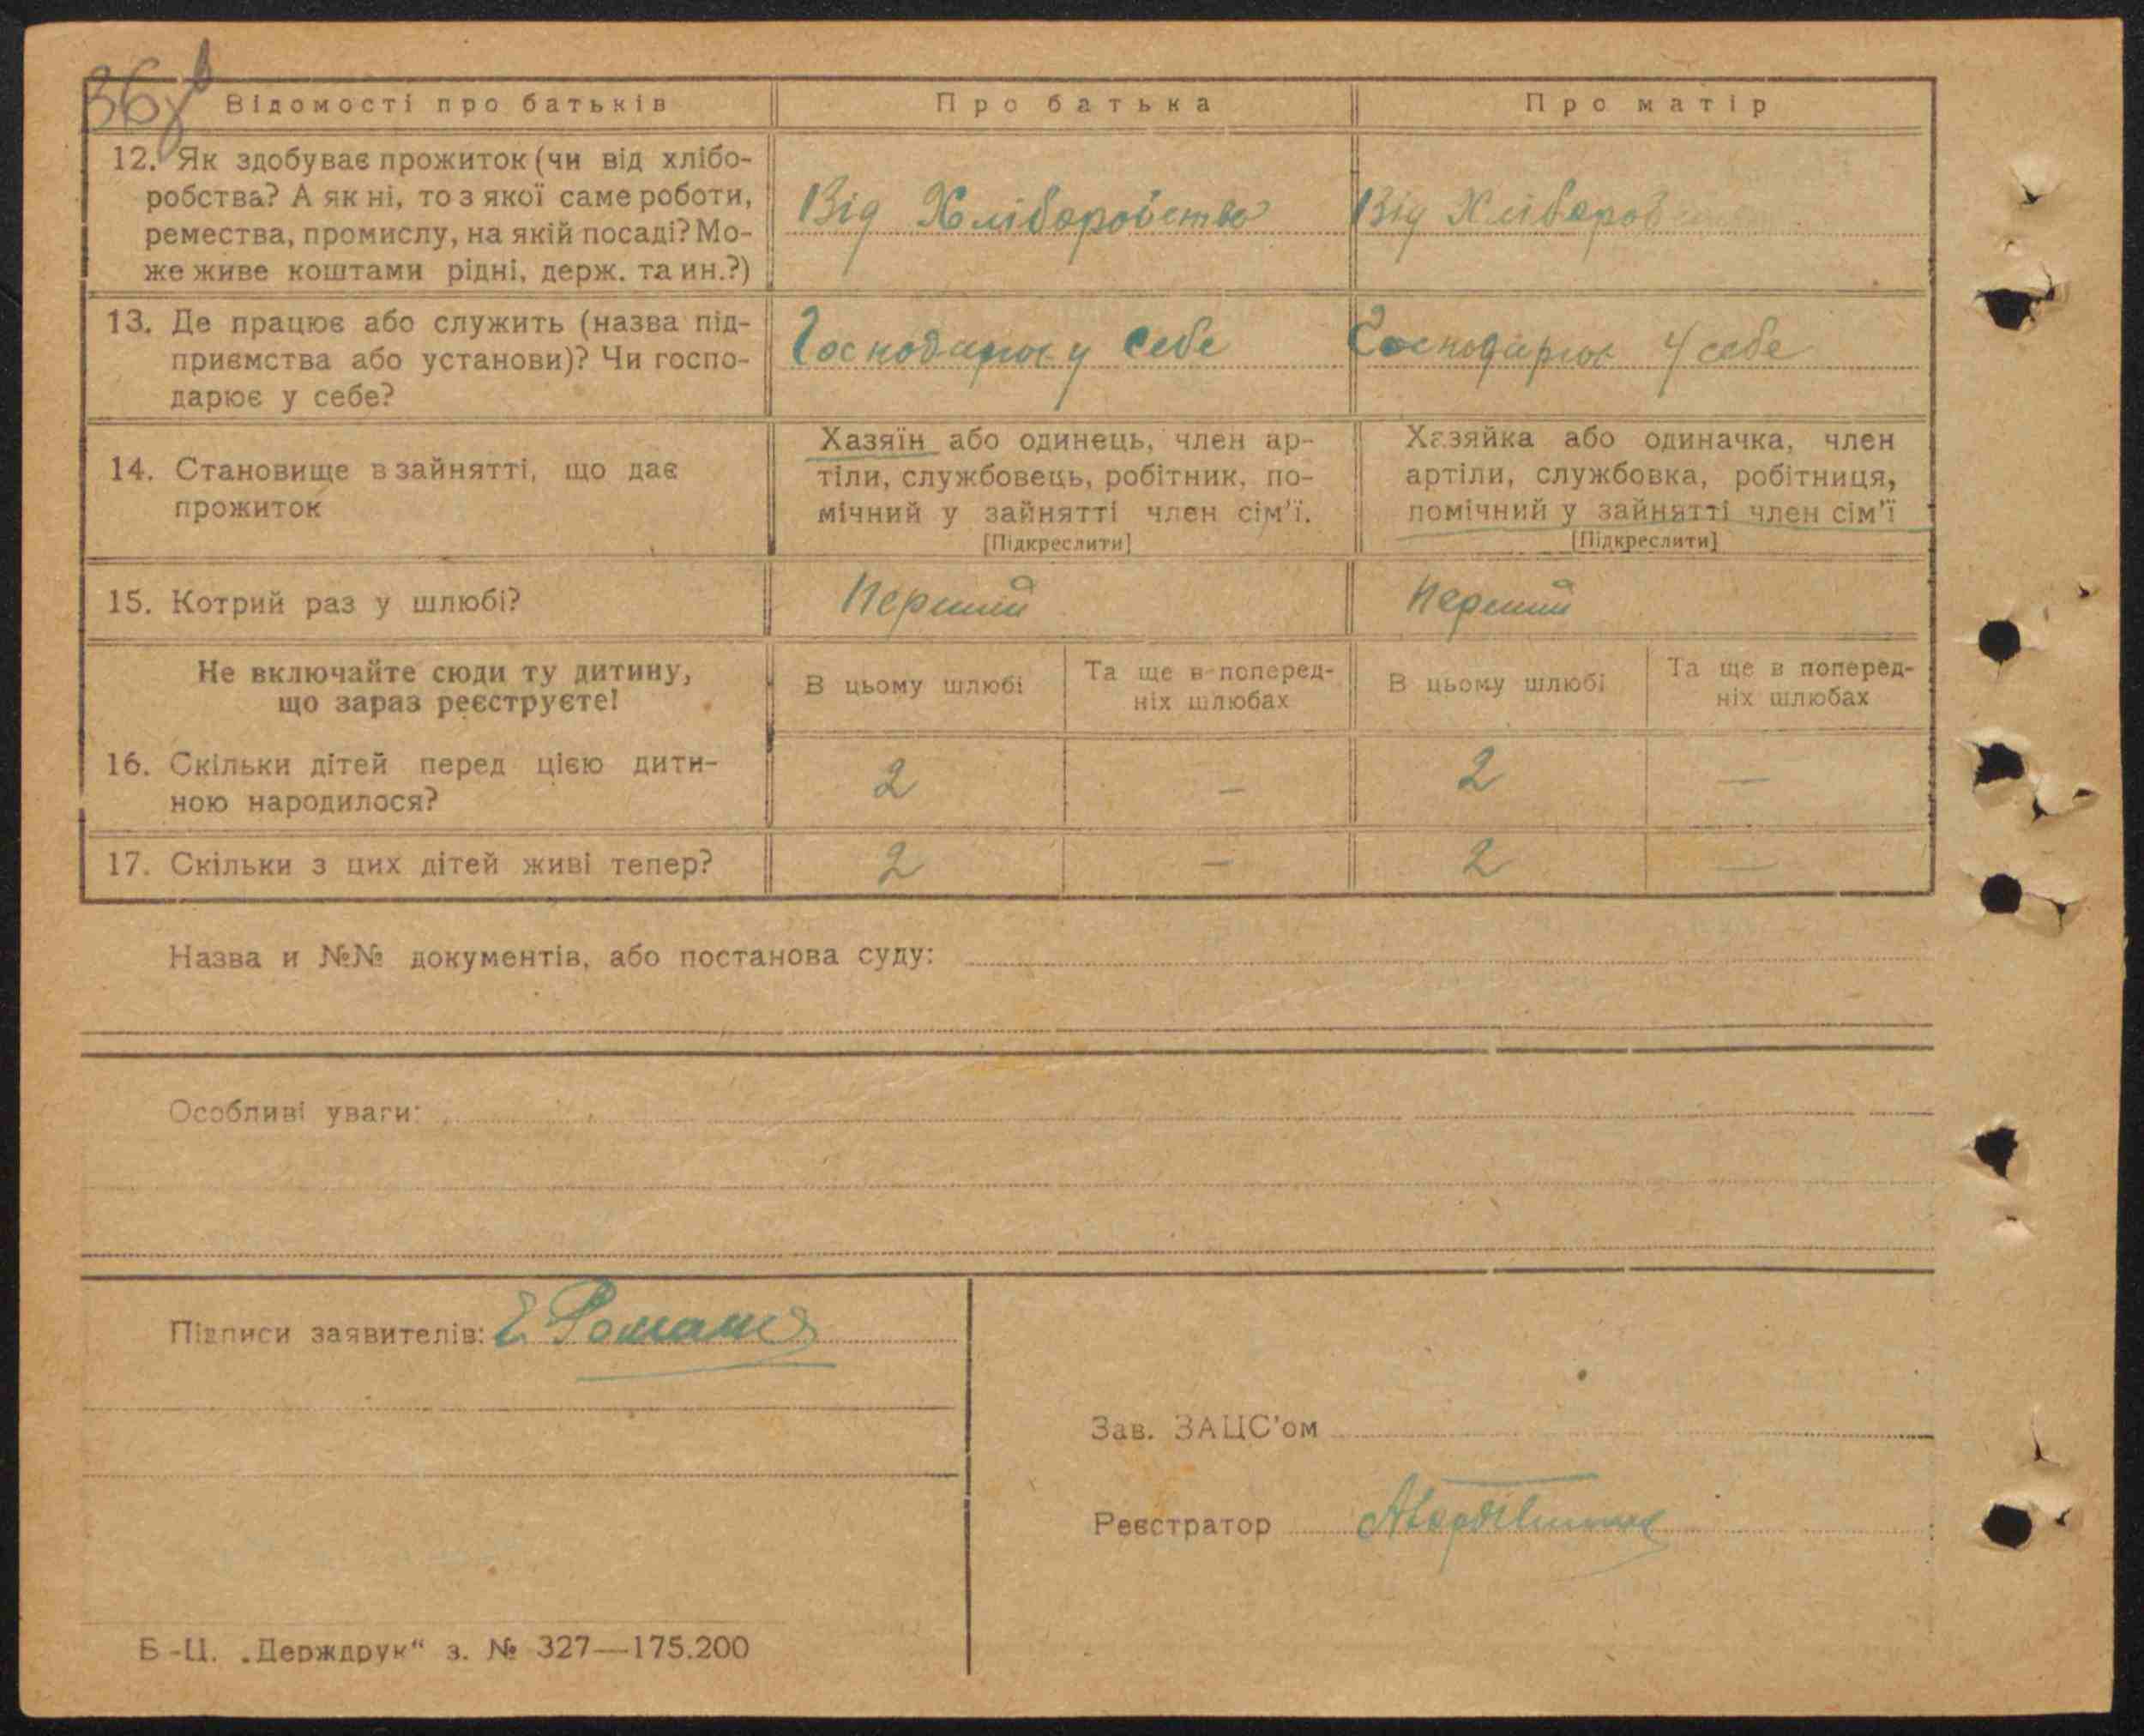 36
Відомості про батьків
Про батька
Про матір
12. Як здобуває прожиток (чи від хлібо-
робства? А як ні, то з якої саме роботи,
ремества, промислу, на якій посаді? Мо-
же живе коштами рідні, держ. та ин.?)
Від Хліборобства
Від Хлібороб
13. Де працює або служить (назва під-
приємства або установи)? Чи госпо-
дарює у себе?
Господарює у себе
Господарює у себе
14. Становище в зайнятті, що дає
прожиток
Хазяїн або одинець, член ар-
тіли, службовець, робітник, по-
мічний у зайнятті член сім'ї.
[Підкреслити]
Хазяйка або одиначка, член
артіли, службовка, робітниця,
помічний у зайнятті член сім'ї
[Підкреслити]
15. Котрий раз у шлюбі?
Перший
Перший
Не включайте сюди ту дитину,
що зараз реєструєте!
В цьому шлюбі
Та ще в поперед-
ніх шлюбах
В цьому шлюбі
Та ще в поперед-
ніх шлюбах
16. Скільки дітей перед цією дити-
ною народилося?
2 — 2 —
17. Скільки з цих дітей живі тепер?
2 — 2 —
Назва и №№ документів, або постанова суду:
Особливі уваги:
Підписи заявителів:
Зав. ЗАЦС'ом
Реєстратор
Б-Ц. „Держдрук“ з. № 327—175.200